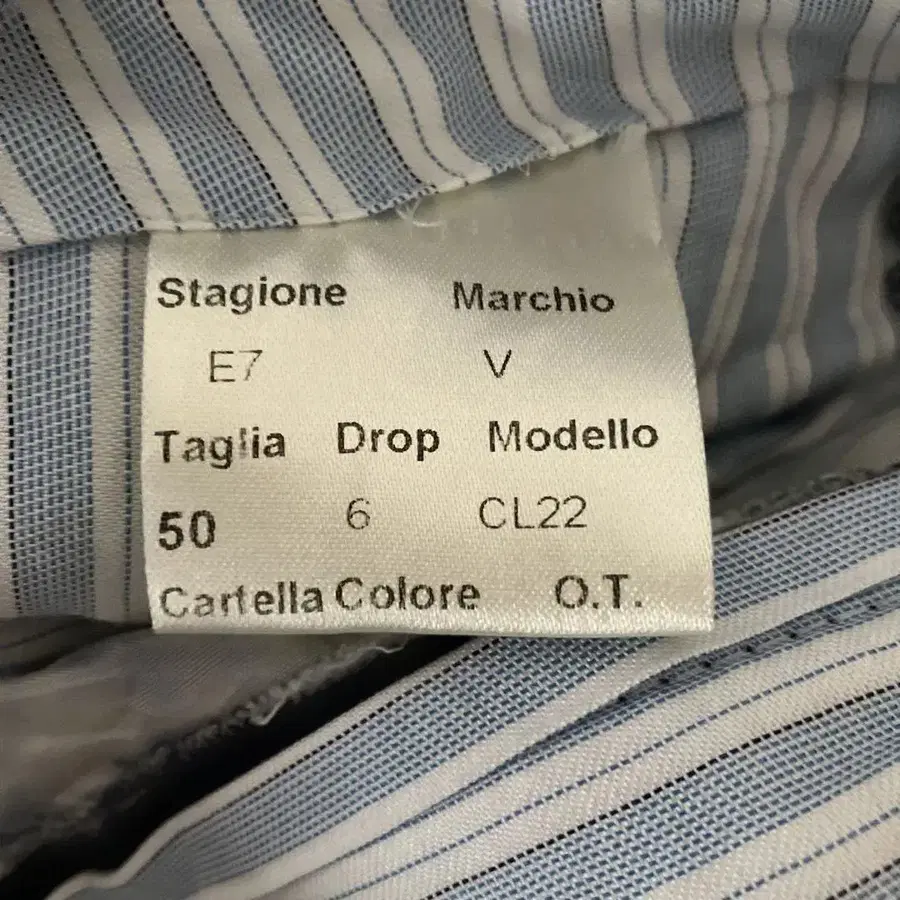 Stagione Marchio
E7 V
Taglia Drop Modello
50 6 CL22
Cartella Colore O.T.